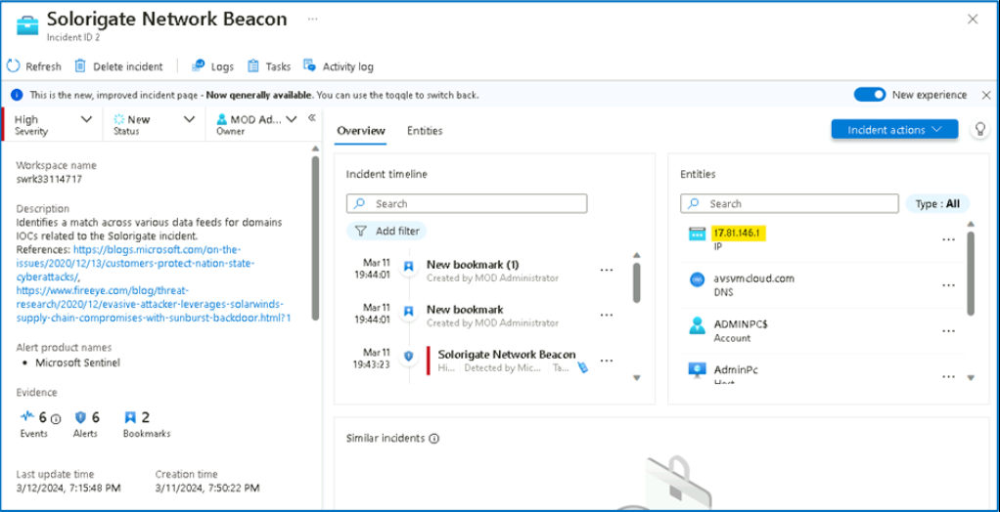 Solorigate Network Beacon ...
Incident ID 2
Refresh Delete incident Logs Tasks Activity log
This is the new, improved incident page - Now generally available. You can use the toggle to switch back. New experience
High New MOD Ad...
Severity Status Owner
Overview Entities Incident actions
Workspace name
swrk33114717
Description
Identifies a match across various data feeds for domains
IOCs related to the Solorigate incident.
References: https://blogs.microsoft.com/on-the-
issues/2020/12/13/customers-protect-nation-state-
cyberattacks/,
https://www.fireeye.com/blog/threat-
research/2020/12/evasive-attacker-leverages-solarwinds-
supply-chain-compromises-with-sunburst-backdoor.html?1
Alert product names
• Microsoft Sentinel
Evidence
6 6 2
Events Alerts Bookmarks
Last update time Creation time
3/12/2024, 7:15:48 PM 3/11/2024, 7:50:22 PM
Incident timeline
Search
Add filter
Mar 11 New bookmark (1)
19:44:01 Created by MOD Administrator
Mar 11 New bookmark
19:44:01 Created by MOD Administrator
Mar 11 Solorigate Network Beacon
19:43:23 Hi... Detected by Mic... Ta...
Entities
Search Type : All
17.81.146.1
IP
avsvmcloud.com
DNS
DNS
ADMINPC$
Account
AdminPc
Host
Similar incidents